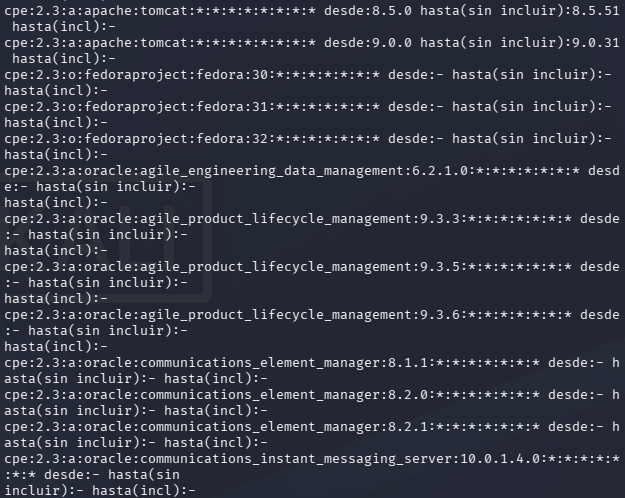 cpe:2.3:a:apache:tomcat:*:*:*:*:*:*:*:* desde:8.5.0 hasta(sin incluir):8.5.51
 hasta(incl):-
cpe:2.3:a:apache:tomcat:*:*:*:*:*:*:*:* desde:9.0.0 hasta(sin incluir):9.0.31
 hasta(incl):-
cpe:2.3:o:fedoraproject:fedora:30:*:*:*:*:*:*:* desde:- hasta(sin incluir):-
hasta(incl):-
cpe:2.3:o:fedoraproject:fedora:31:*:*:*:*:*:*:* desde:- hasta(sin incluir):-
hasta(incl):-
cpe:2.3:o:fedoraproject:fedora:32:*:*:*:*:*:*:* desde:- hasta(sin incluir):-
hasta(incl):-
cpe:2.3:a:oracle:agile_engineering_data_management:6.2.1.0:*:*:*:*:*:*:* desd
e:- hasta(sin incluir):-
hasta(incl):-
cpe:2.3:a:oracle:agile_product_lifecycle_management:9.3.3:*:*:*:*:*:*:* desde
:- hasta(sin incluir):-
hasta(incl):-
cpe:2.3:a:oracle:agile_product_lifecycle_management:9.3.5:*:*:*:*:*:*:* desde
:- hasta(sin incluir):-
hasta(incl):-
cpe:2.3:a:oracle:agile_product_lifecycle_management:9.3.6:*:*:*:*:*:*:* desde
:- hasta(sin incluir):-
hasta(incl):-
cpe:2.3:a:oracle:communications_element_manager:8.1.1:*:*:*:*:*:*:* desde:- h
asta(sin incluir):- hasta(incl):-
cpe:2.3:a:oracle:communications_element_manager:8.2.0:*:*:*:*:*:*:* desde:- h
asta(sin incluir):- hasta(incl):-
cpe:2.3:a:oracle:communications_element_manager:8.2.1:*:*:*:*:*:*:* desde:- h
asta(sin incluir):- hasta(incl):-
cpe:2.3:a:oracle:communications_instant_messaging_server:10.0.1.4.0:*:*:*:*:*
:*:* desde:- hasta(sin
incluir):- hasta(incl):-